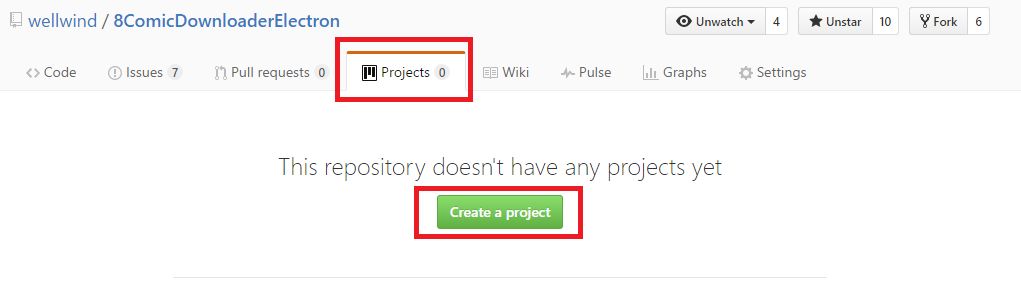 wellwind / 8ComicDownloaderElectron Unwatch 4 Unstar 10 Fork 6
Code Issues 7 Pull requests 0 Projects 0 Wiki Pulse Graphs Settings
This repository doesn't have any projects yet
Create a project